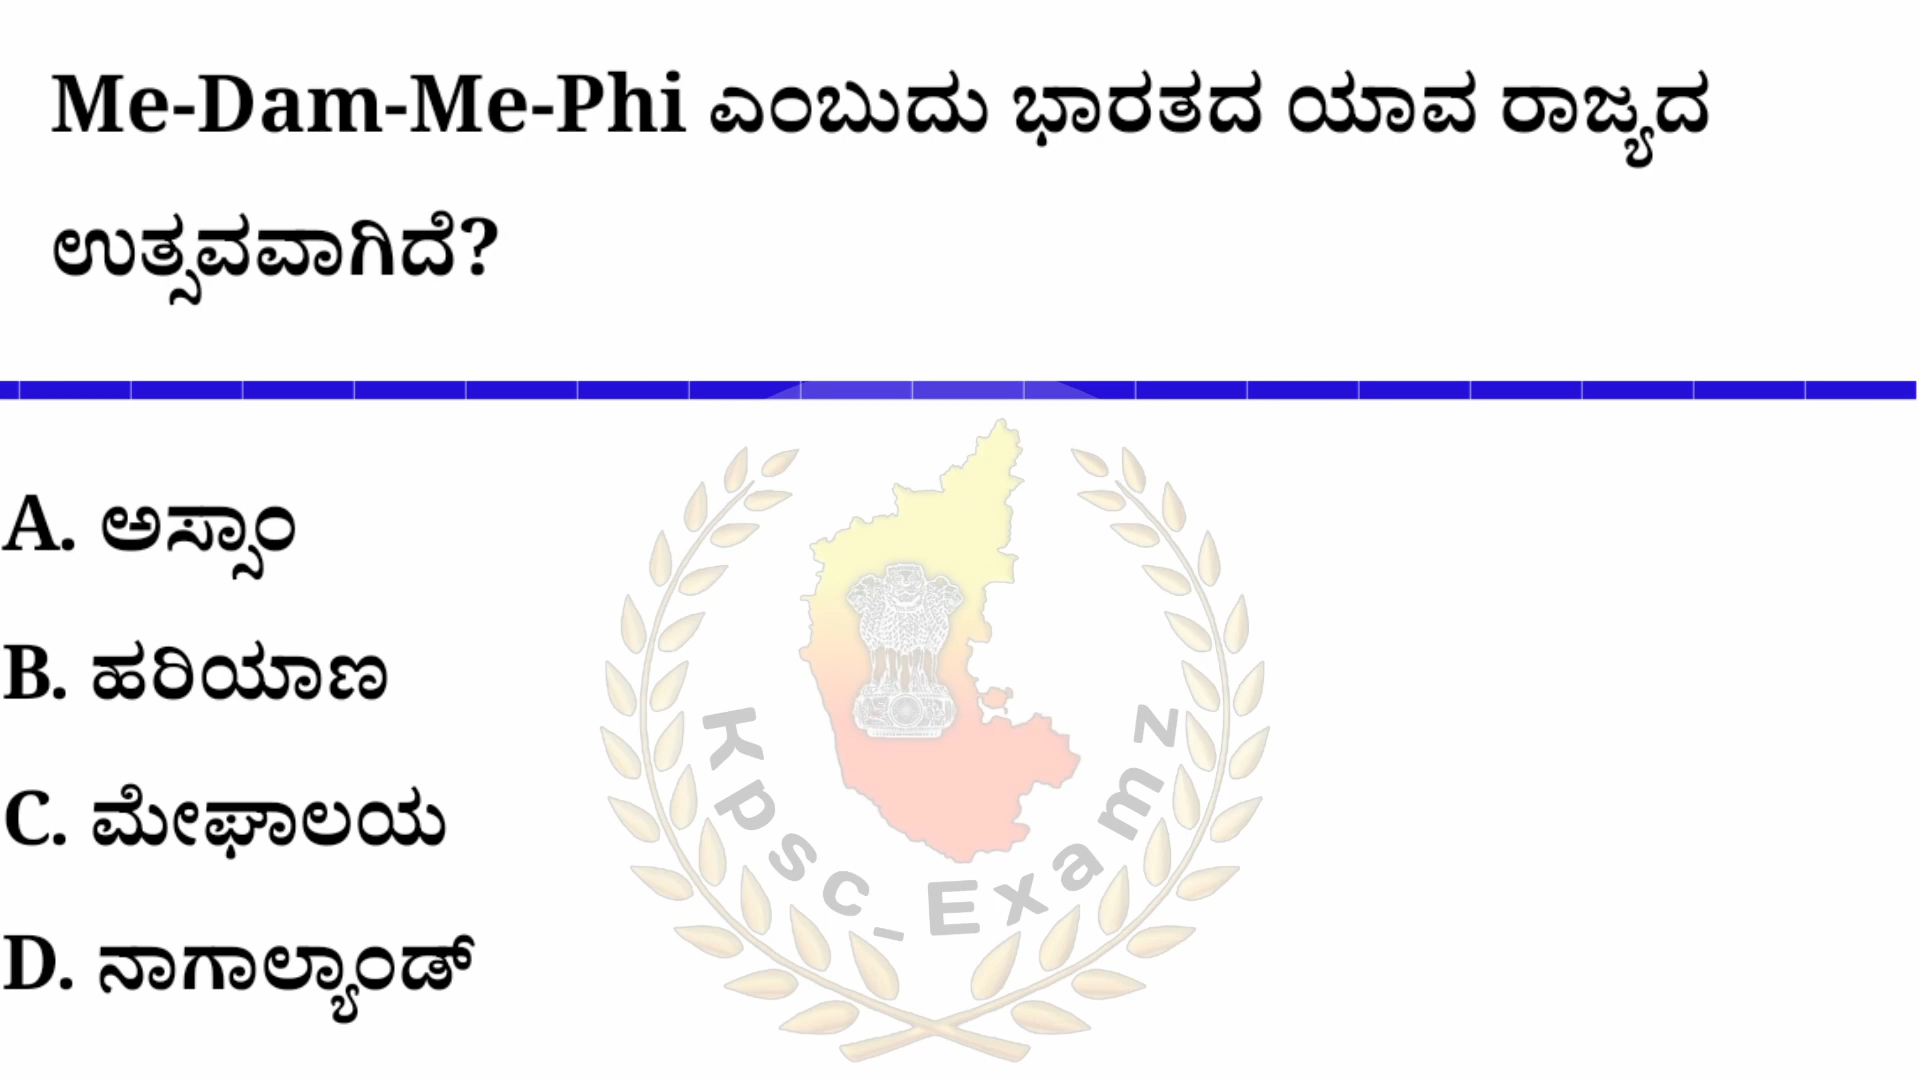 Me-Dam-Me-Phi ಎಂಬುದು ಭಾರತದ ಯಾವ ರಾಜ್ಯದ
ಉತ್ಸವವಾಗಿದೆ?
A. ಅಸ್ಸಾಂ
B. ಹರಿಯಾಣ
C. ಮೇಘಾಲಯ
D. ನಾಗಾಲ್ಯಾಂಡ್
Kpsc_Examz